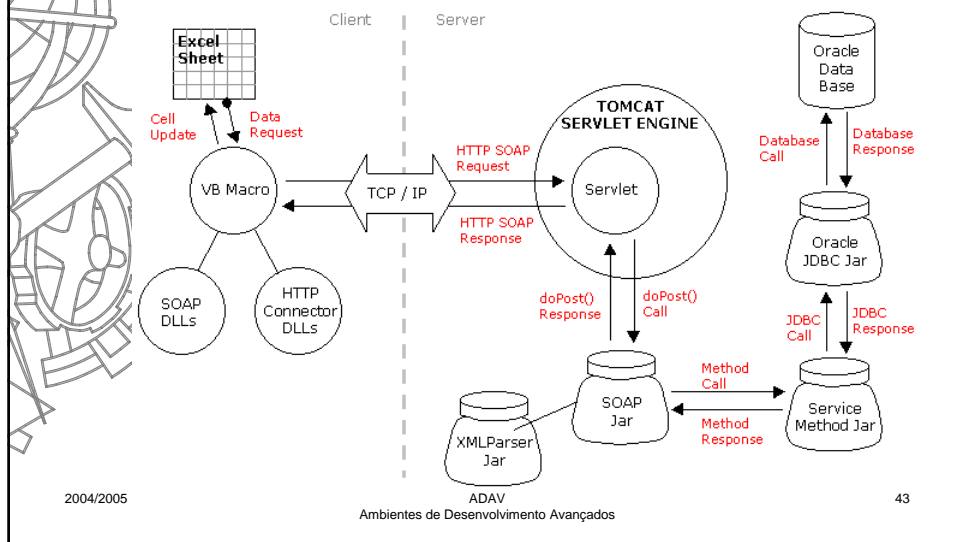 Client
Server
Excel
Sheet
Cell
Update
Data
Request
VB Macro
SOAP
DLLs
HTTP
Connector
DLLs
TCP / IP
HTTP SOAP
Request
HTTP SOAP
Response
TOMCAT
SERVLET ENGINE
Servlet
doPost()
Response
doPost()
Call
XMLParser
Jar
SOAP
Jar
Method
Call
Method
Response
Service
Method Jar
JDBC
Call
JDBC
Response
Oracle
JDBC Jar
Database
Call
Database
Response
Oracle
Data
Base
2004/2005
ADAV
Ambientes de Desenvolvimento Avançados
43